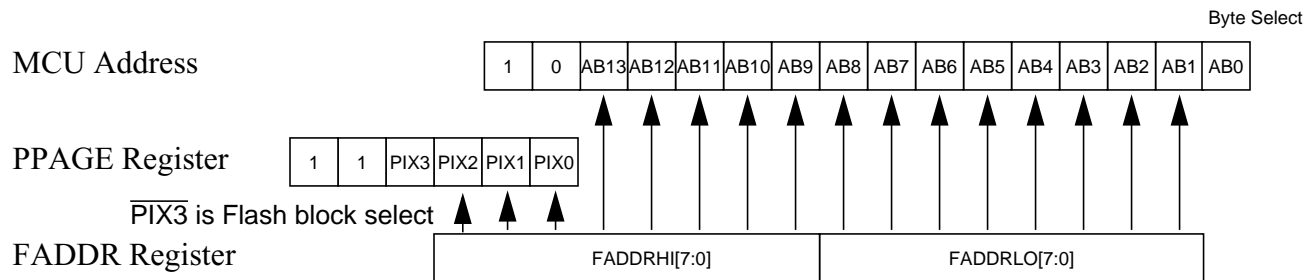 Byte Select
MCU Address 1 0 AB13 AB12 AB11 AB10 AB9 AB8 AB7 AB6 AB5 AB4 AB3 AB2 AB1 AB0
PPAGE Register 1 1 PIX3 PIX2 PIX1 PIX0
PIX3 is Flash block select
FADDR Register FADDRHI[7:0] FADDRLO[7:0]